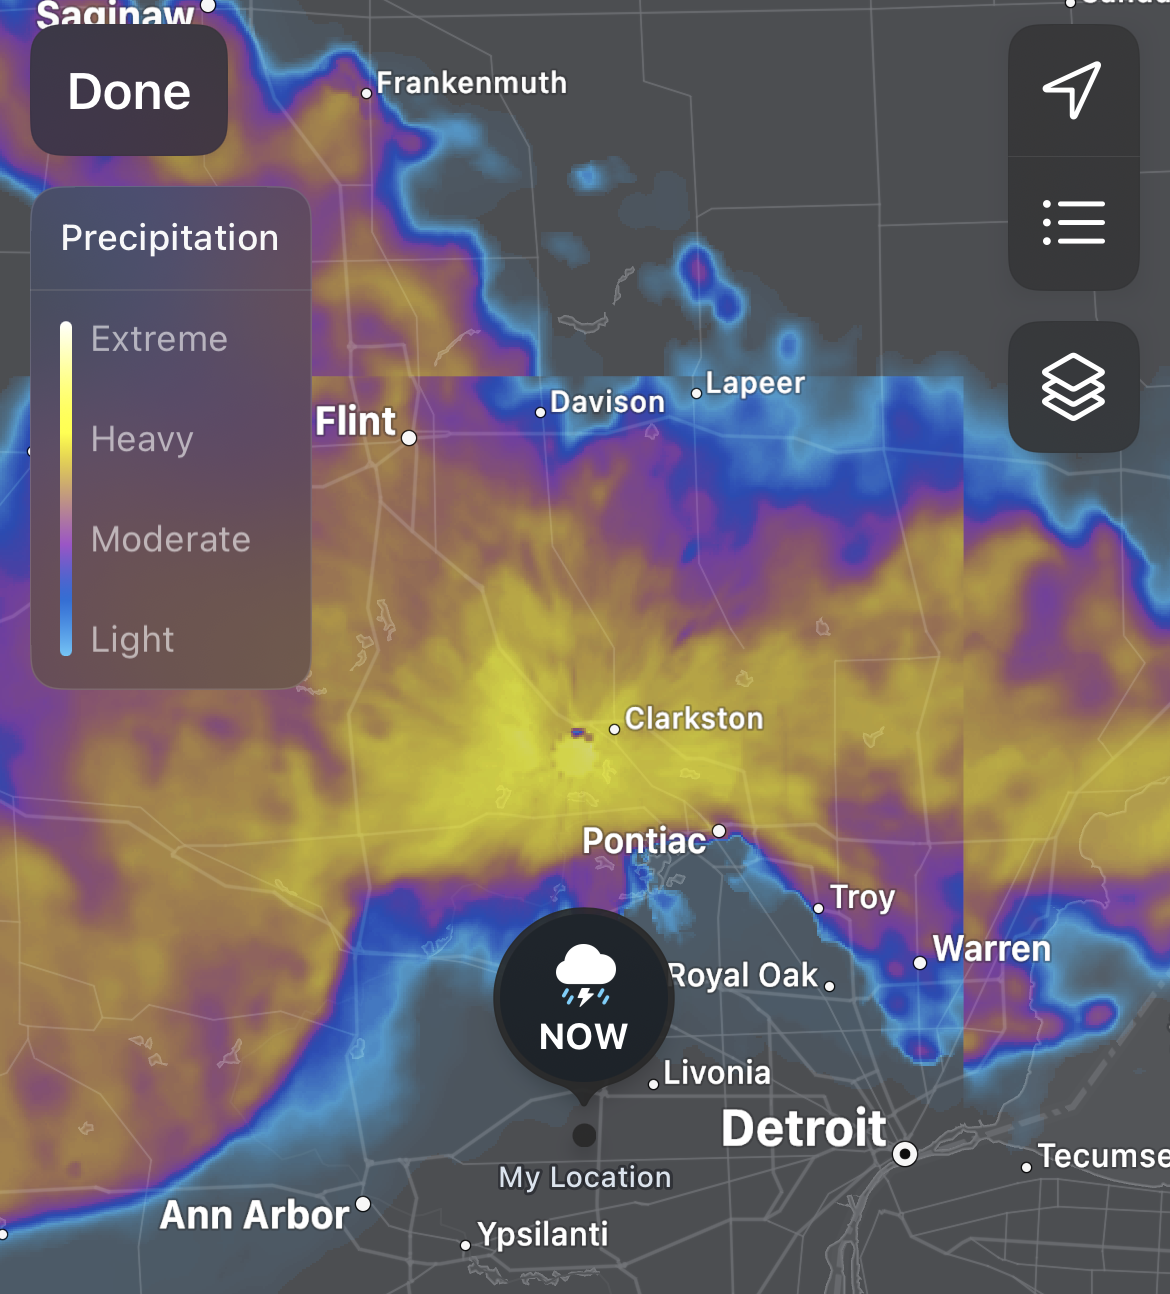 Saginaw
Done
Frankenmuth
Precipitation
Extreme
Heavy
Moderate
Light
Lapeer
Davison
Flint
Clarkston
Pontiac
Troy
Warren
Royal Oak
NOW
Livonia
Detroit
Tecumse
My Location
Ann Arbor
Ypsilanti